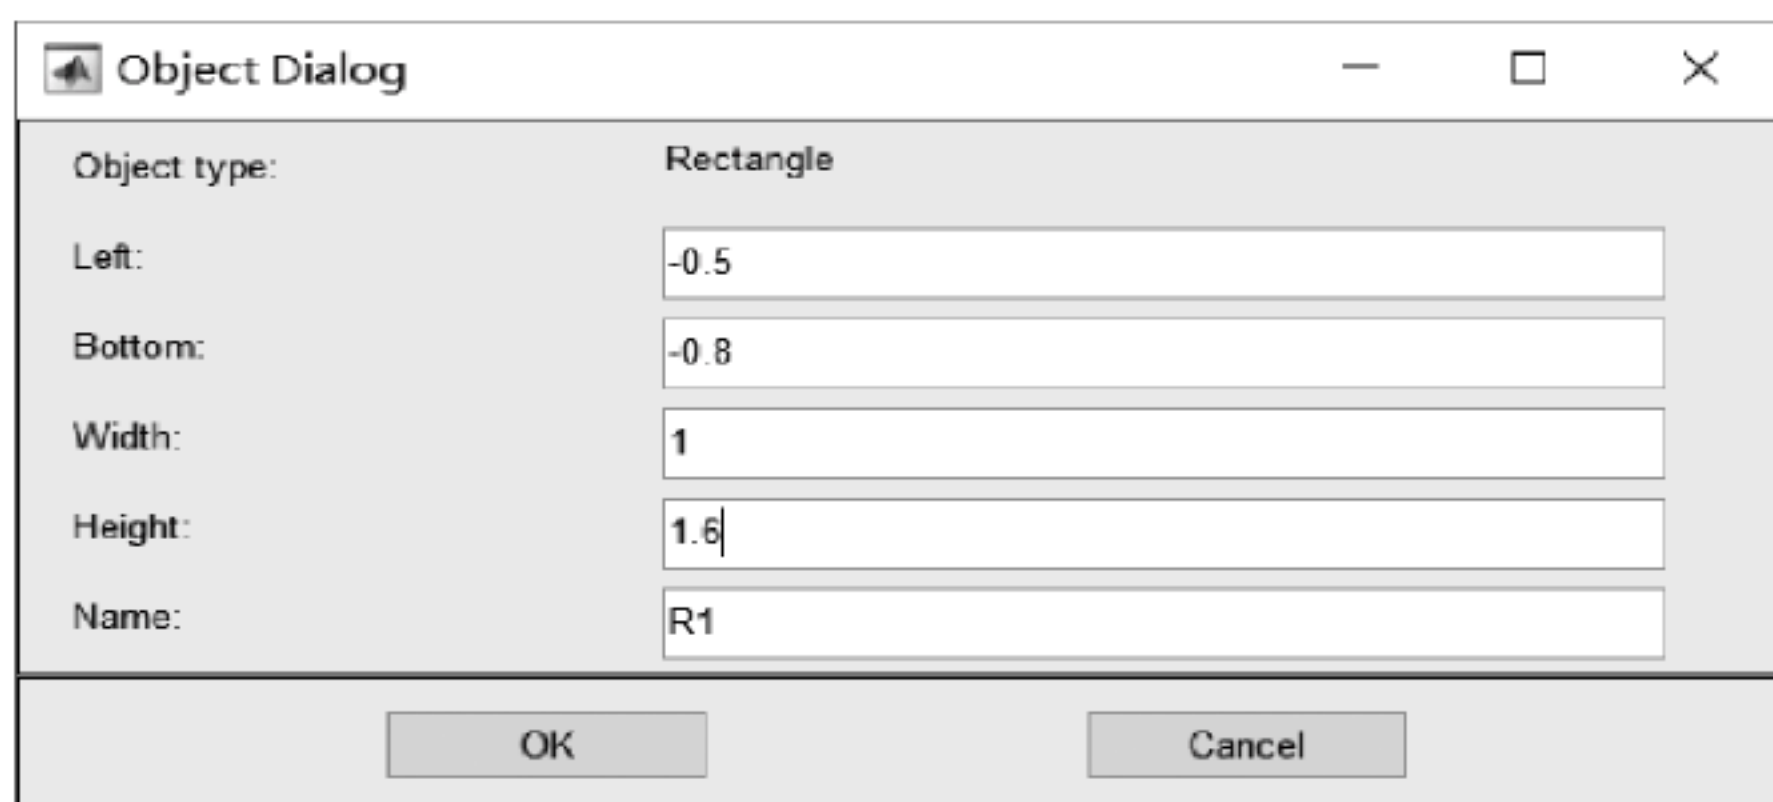 Object Dialog
Object type: Rectangle
Left: -0.5
Bottom: -0.8
Width: 1
Height: 1.6
Name: R1
OK Cancel